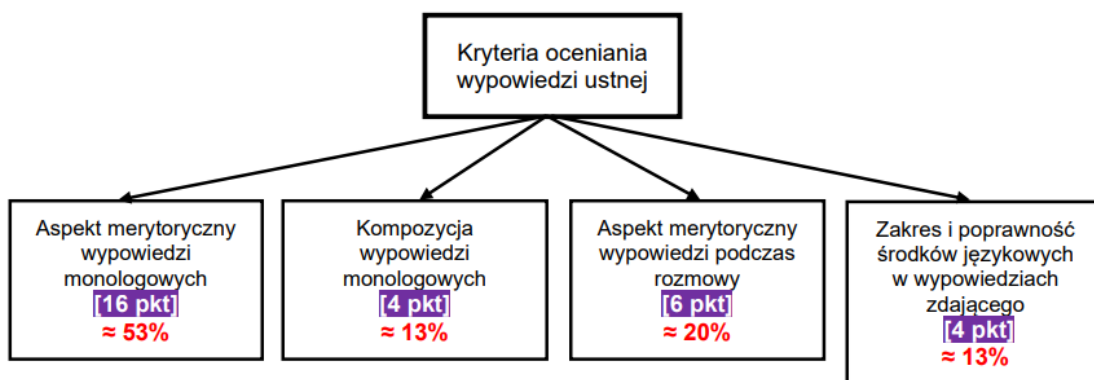 Kryteria oceniania
wypowiedzi ustnej
Aspekt merytoryczny
wypowiedzi
monologowych
[16 pkt]
≈ 53%
Kompozycja
wypowiedzi
monologowych
[4 pkt]
≈ 13%
Aspekt merytoryczny
wypowiedzi podczas
rozmowy
[6 pkt]
≈ 20%
Zakres i poprawność
środków językowych
w wypowiedziach
zdającego
[4 pkt]
≈ 13%